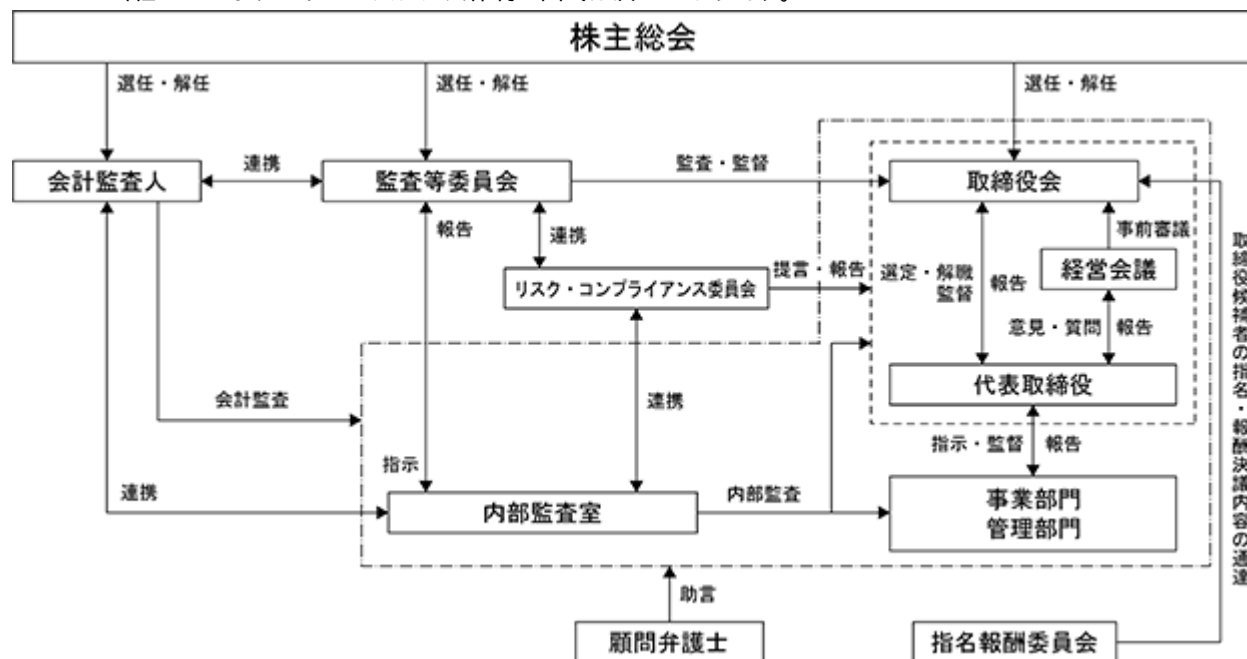 株主総会
選任・解任
選任・解任
選任・解任
会計監査人
連携
監査等委員会
監査・監督
取締役会
報告
連携
事前審議
提言・報告
リスク・コンプライアンス委員会
選定・解職
監督
報告
経営会議
意見・質問
報告
代表取締役
会計監査
連携
指示・監督
報告
指示
連携
内部監査室
内部監査
事業部門
管理部門
助言
顧問弁護士
指名報酬委員会
取締役候補者の指名・報酬決議内容の通達